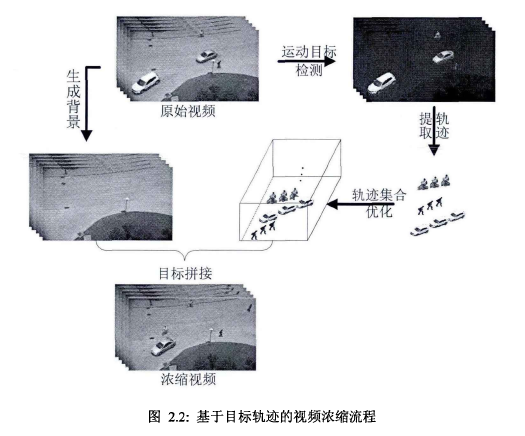 运动目标
检测
生成背景
原始视频
提取
轨迹
轨迹集合
优化
目标拼接
浓缩视频
图 2.2: 基于目标轨迹的视频浓缩流程